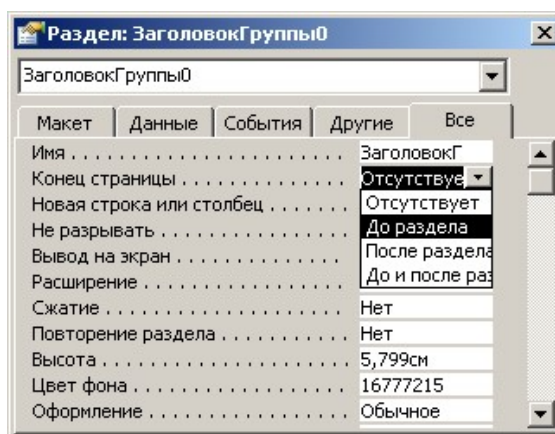 Раздел: ЗаголовокГруппы0
ЗаголовокГруппы0
Макет Данные События Другие Все
Имя . . . . . . . . . . . . . . . . . . . . . . . ЗаголовокГ
Конец страницы . . . . . . . . . . . . . Отсутствуе
Новая строка или столбец . . . . . . . Отсутствует
Не разрывать . . . . . . . . . . . . . . . До раздела
Вывод на экран . . . . . . . . . . . . . После раздела
Расширение . . . . . . . . . . . . . . . . До и после раз
Сжатие . . . . . . . . . . . . . . . . . . . . Нет
Повторение раздела . . . . . . . . . . . Нет
Высота . . . . . . . . . . . . . . . . . . . . 5,799см
Цвет фона . . . . . . . . . . . . . . . . . 16777215
Оформление . . . . . . . . . . . . . . . . Обычное